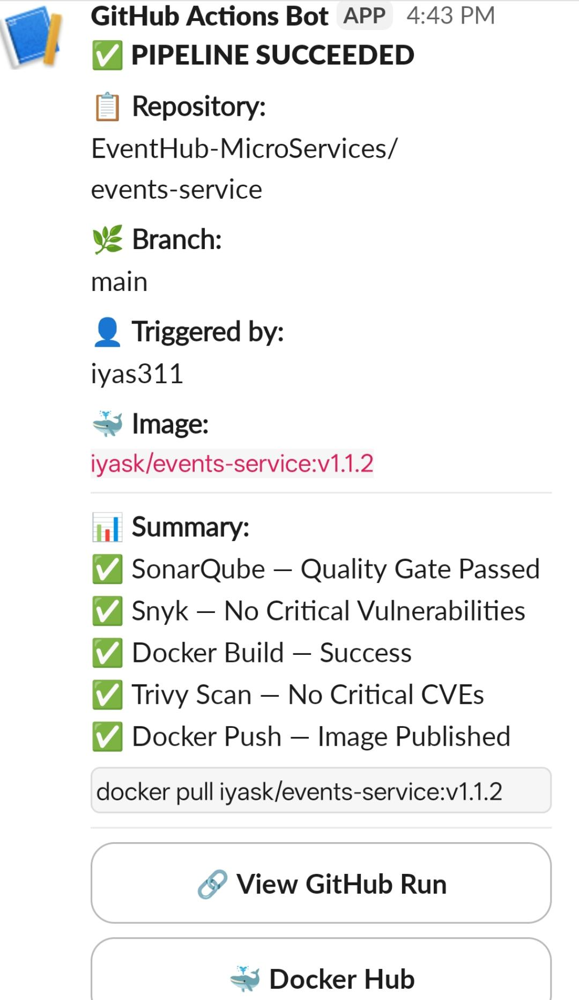 GitHub Actions Bot APP 4:43 PM
✅ PIPELINE SUCCEEDED
📋 Repository:
EventHub-MicroServices/
events-service
🌿 Branch:
main
👤 Triggered by:
iyas311
🐳 Image:
iyask/events-service:v1.1.2
📊 Summary:
✅ SonarQube — Quality Gate Passed
✅ Snyk — No Critical Vulnerabilities
✅ Docker Build — Success
✅ Trivy Scan — No Critical CVEs
✅ Docker Push — Image Published
docker pull iyask/events-service:v1.1.2
🔗 View GitHub Run
🐳 Docker Hub